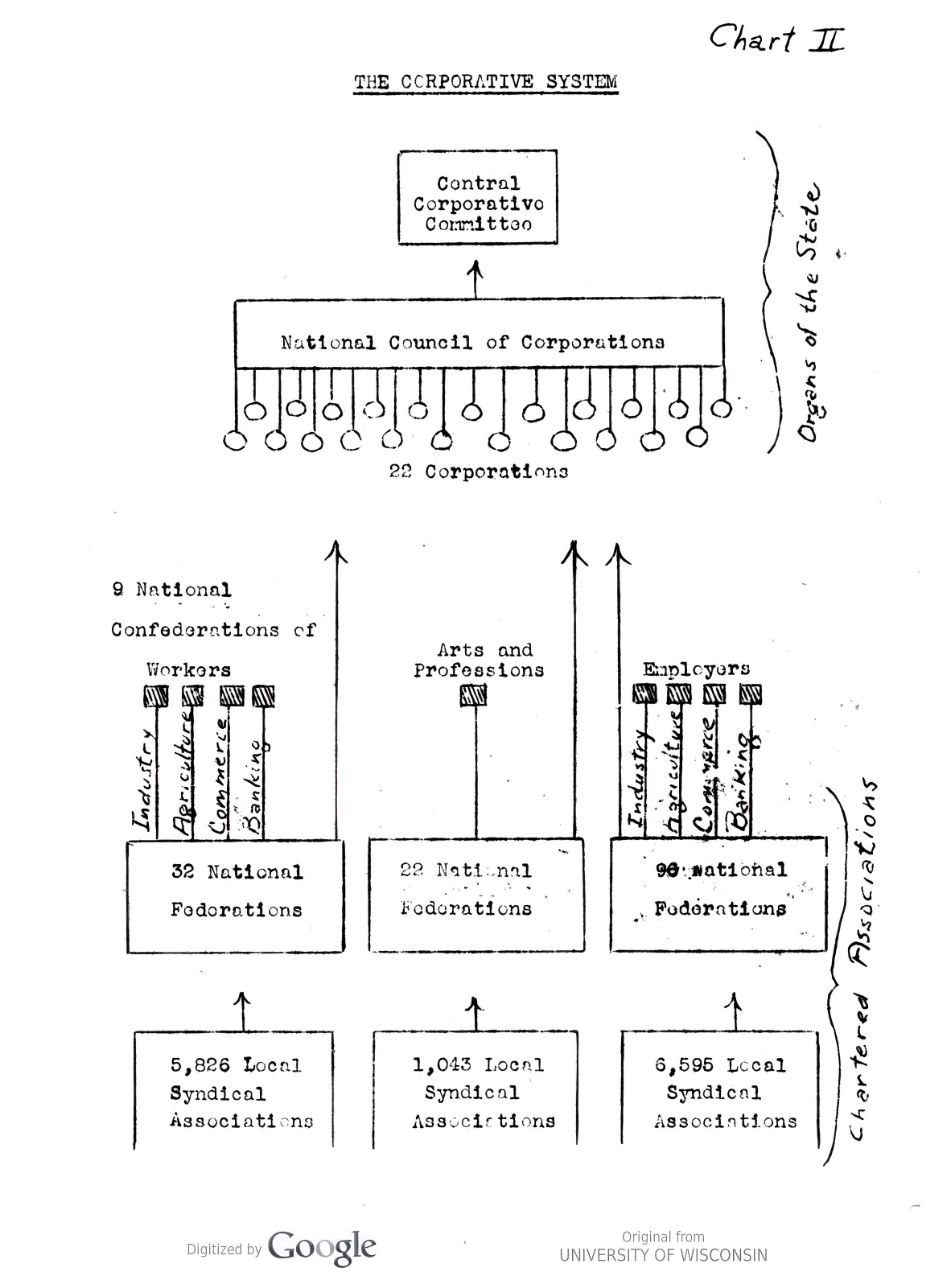 Chart II
THE CORPORATIVE SYSTEM
Central
Corporative
Committee
Organs of the State
National Council of Corporations
22 Corporations
9 National
Confederations of
Workers
Arts and
Professions
Employers
Industry
Agriculture
Commerce
Banking
Industry
Agriculture
Commerce
Banking
32 National
Federations
22 National
Federations
National
Federations
Chartered Associations
5,826 Local
Syndical
Associations
1,043 Local
Syndical
Associations
6,595 Local
Syndical
Associations
Digitized by Google
Original from
UNIVERSITY OF WISCONSIN